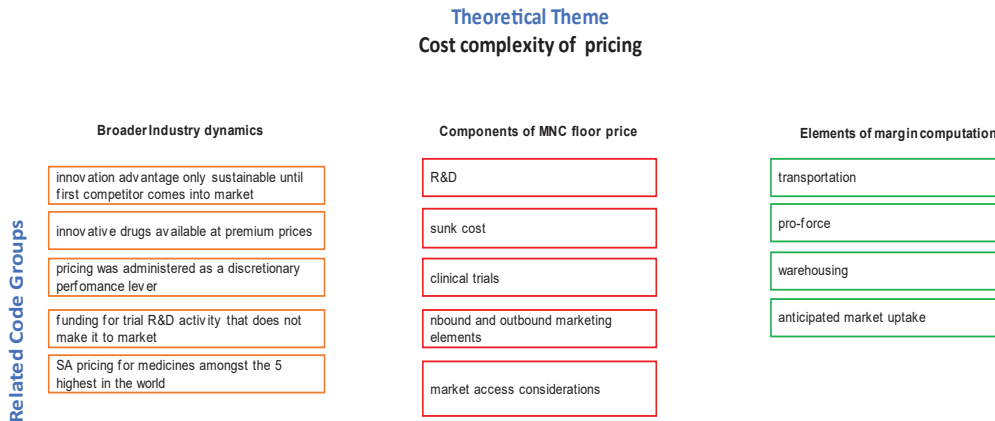 Theoretical Theme
Cost complexity of pricing
Related Code Groups
Broader Industry dynamics
innovation advantage only sustainable until
first competitor comes into market
innovative drugs available at premium prices
pricing was administered as a discretionary
perfomance lever
funding for trial R&D activity that does not
make it to market
SA pricing for medicines amongst the 5
highest in the world
Components of MNC floor price
R&D
sunk cost
clinical trials
nbound and outbound marketing
elements
market access considerations
Elements of margin computation
transportation
pro-force
warehousing
anticipated market uptake